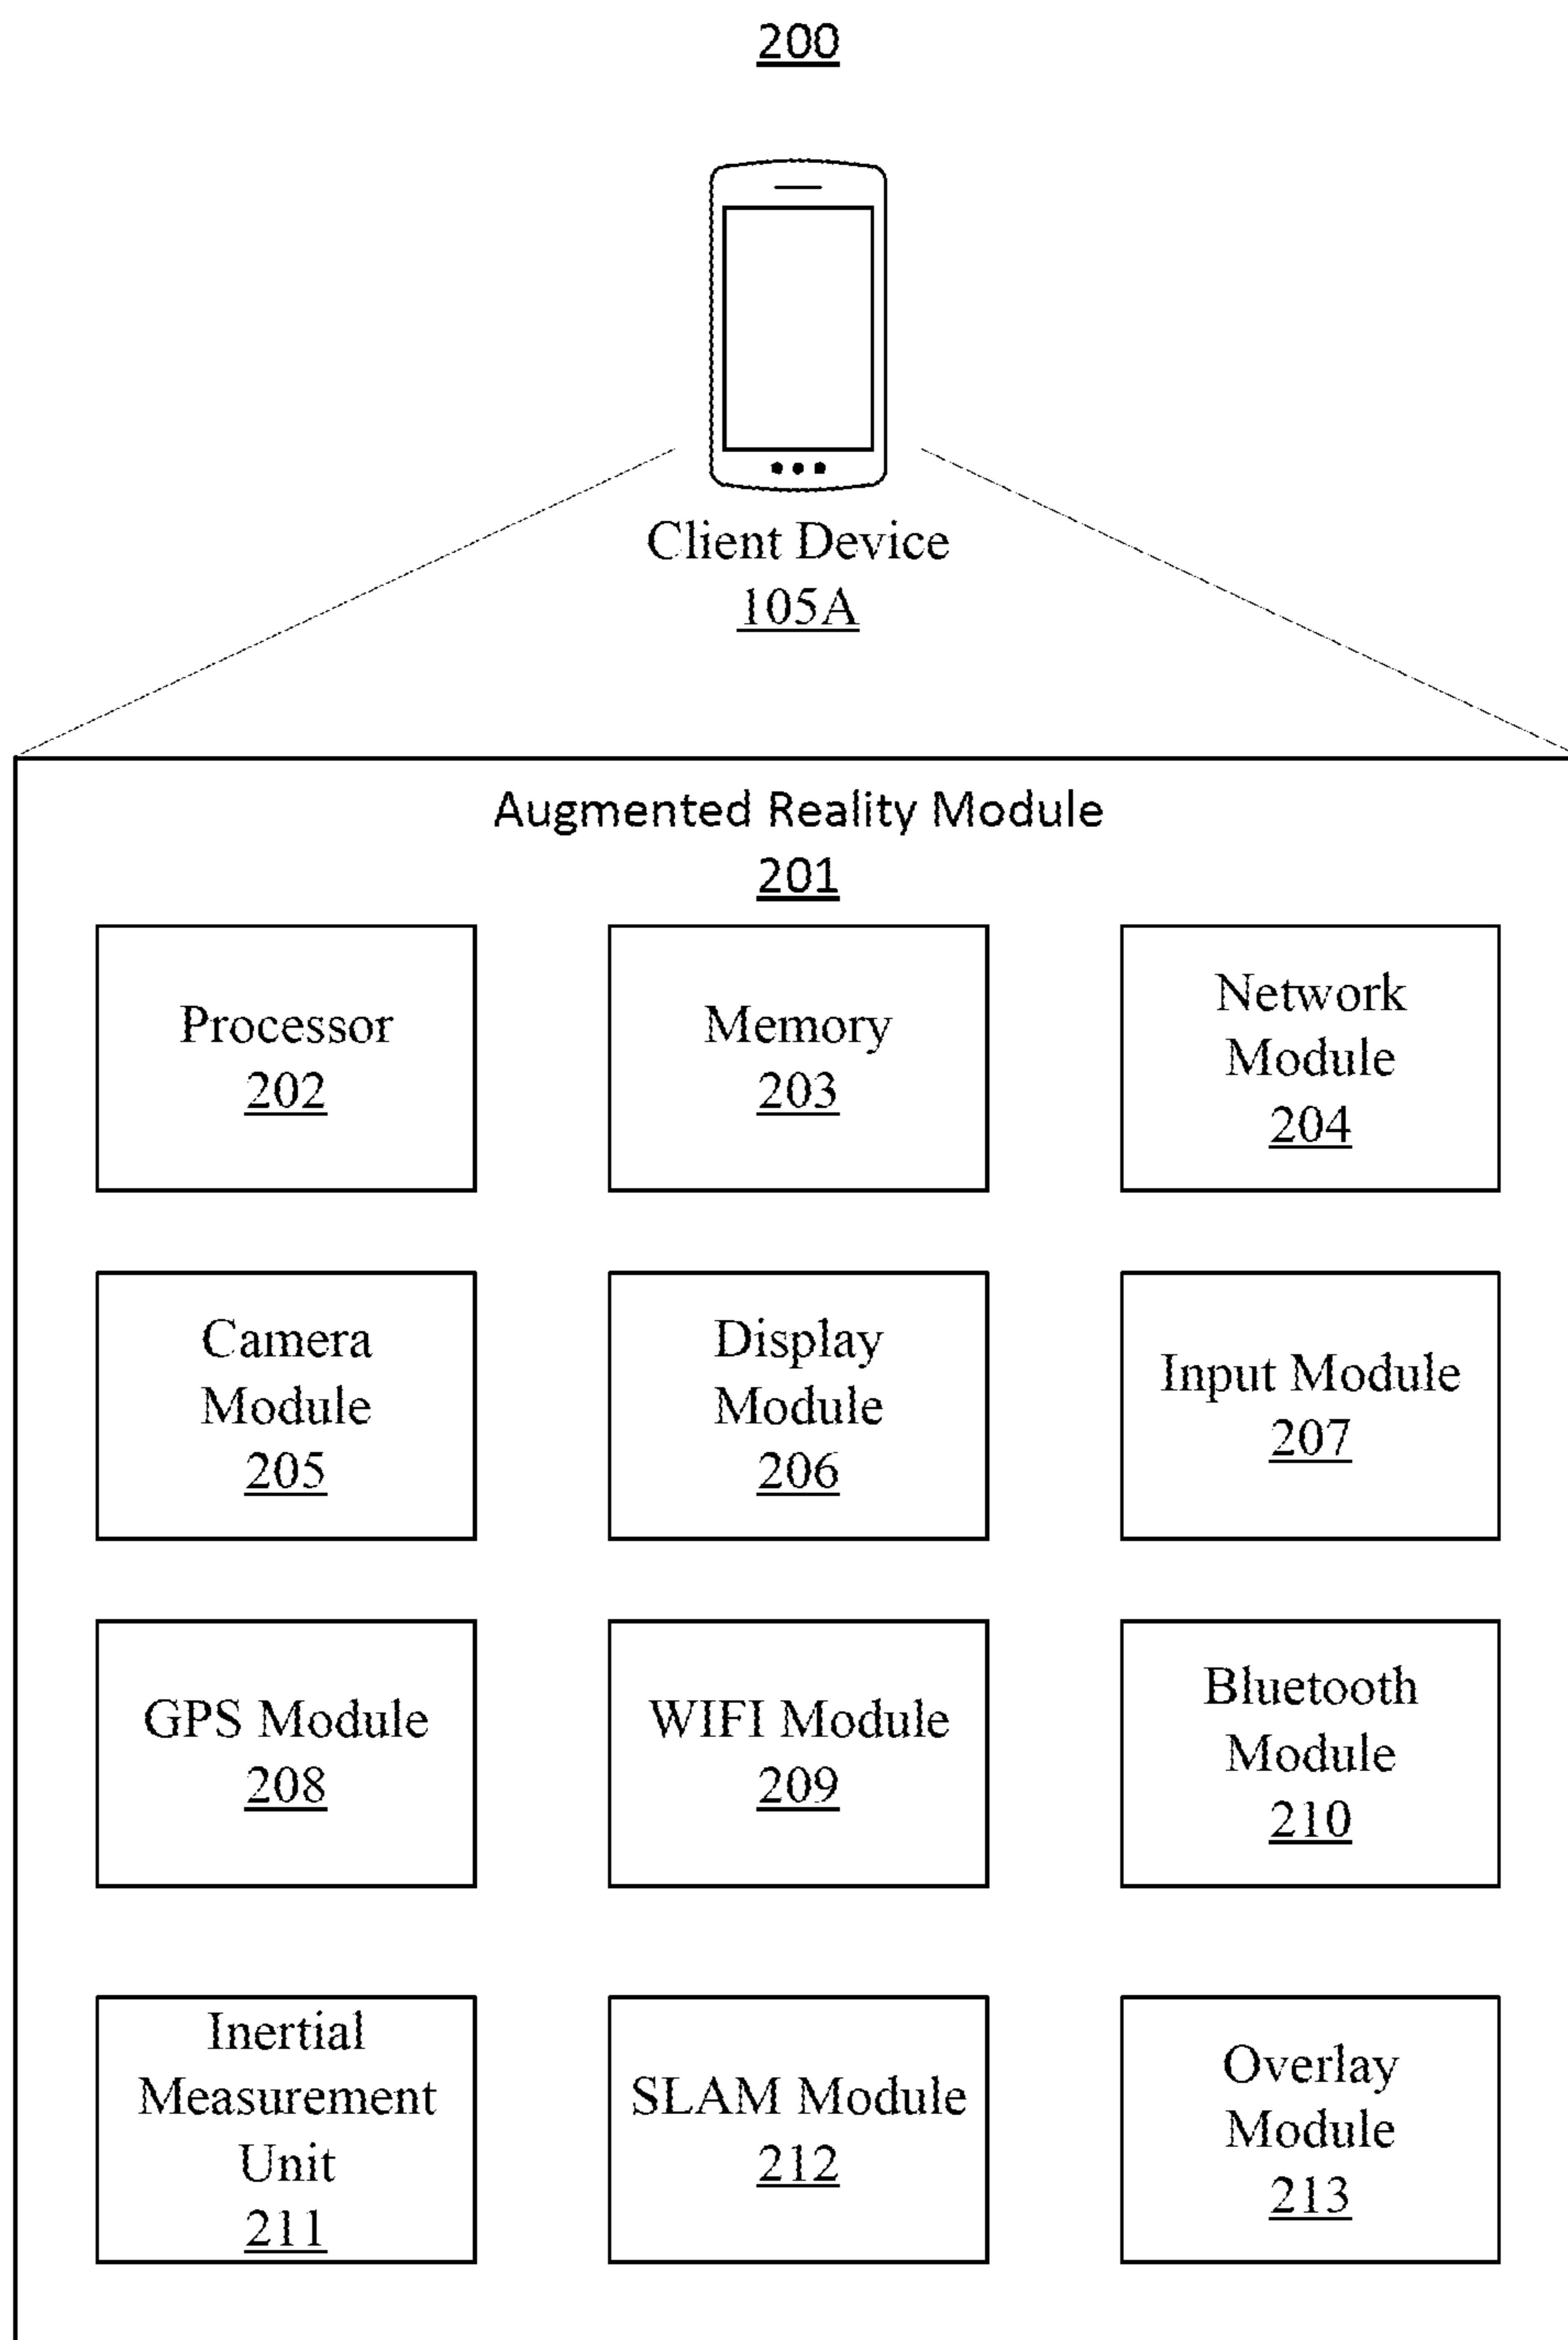 200
Client Device
105A
Augmented Reality Module
201
Processor
202
Memory
203
Network
Module
204
Camera
Module
205
Display
Module
206
Input Module
207
GPS Module
208
WIFI Module
209
Bluetooth
Module
210
Inertial
Measurement
Unit
211
SLAM Module
212
Overlay
Module
213